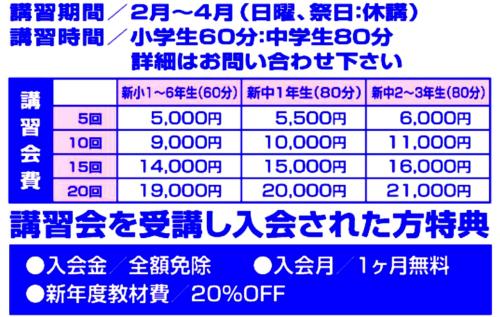 講習期間／2月〜4月（日曜、祭日:休講）
講習時間／小学生60分:中学生80分
詳細はお問い合わせ下さい
講習会費
新小1〜6年生(60分) 新中1年生(80分) 新中2〜3年生(80分)
5回 5,000円 5,500円 6,000円
10回 9,000円 10,000円 11,000円
15回 14,000円 15,000円 16,000円
20回 19,000円 20,000円 21,000円
講習会を受講し入会された方特典
●入会金／全額免除 ●入会月／1ヶ月無料
●新年度教材費／20%OFF